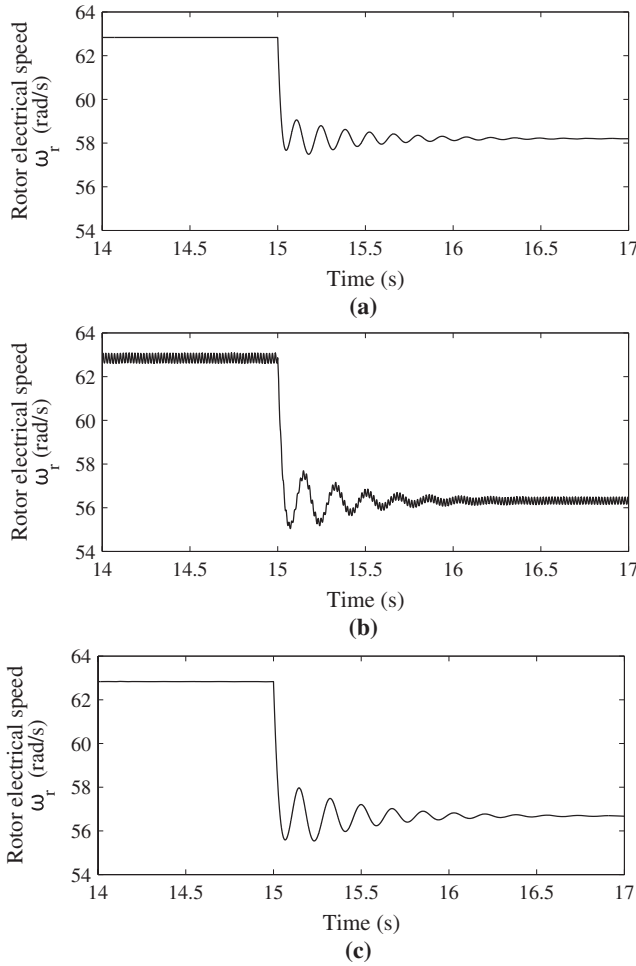 64
62
60
58
56
54
Rotor electrical speed
ω_r (rad/s)
14 14.5 15 15.5 16 16.5 17
Time (s)
(a)
64
62
60
58
56
54
Rotor electrical speed
ω_r (rad/s)
14 14.5 15 15.5 16 16.5 17
Time (s)
(b)
64
62
60
58
56
54
Rotor electrical speed
ω_r (rad/s)
14 14.5 15 15.5 16 16.5 17
Time (s)
(c)